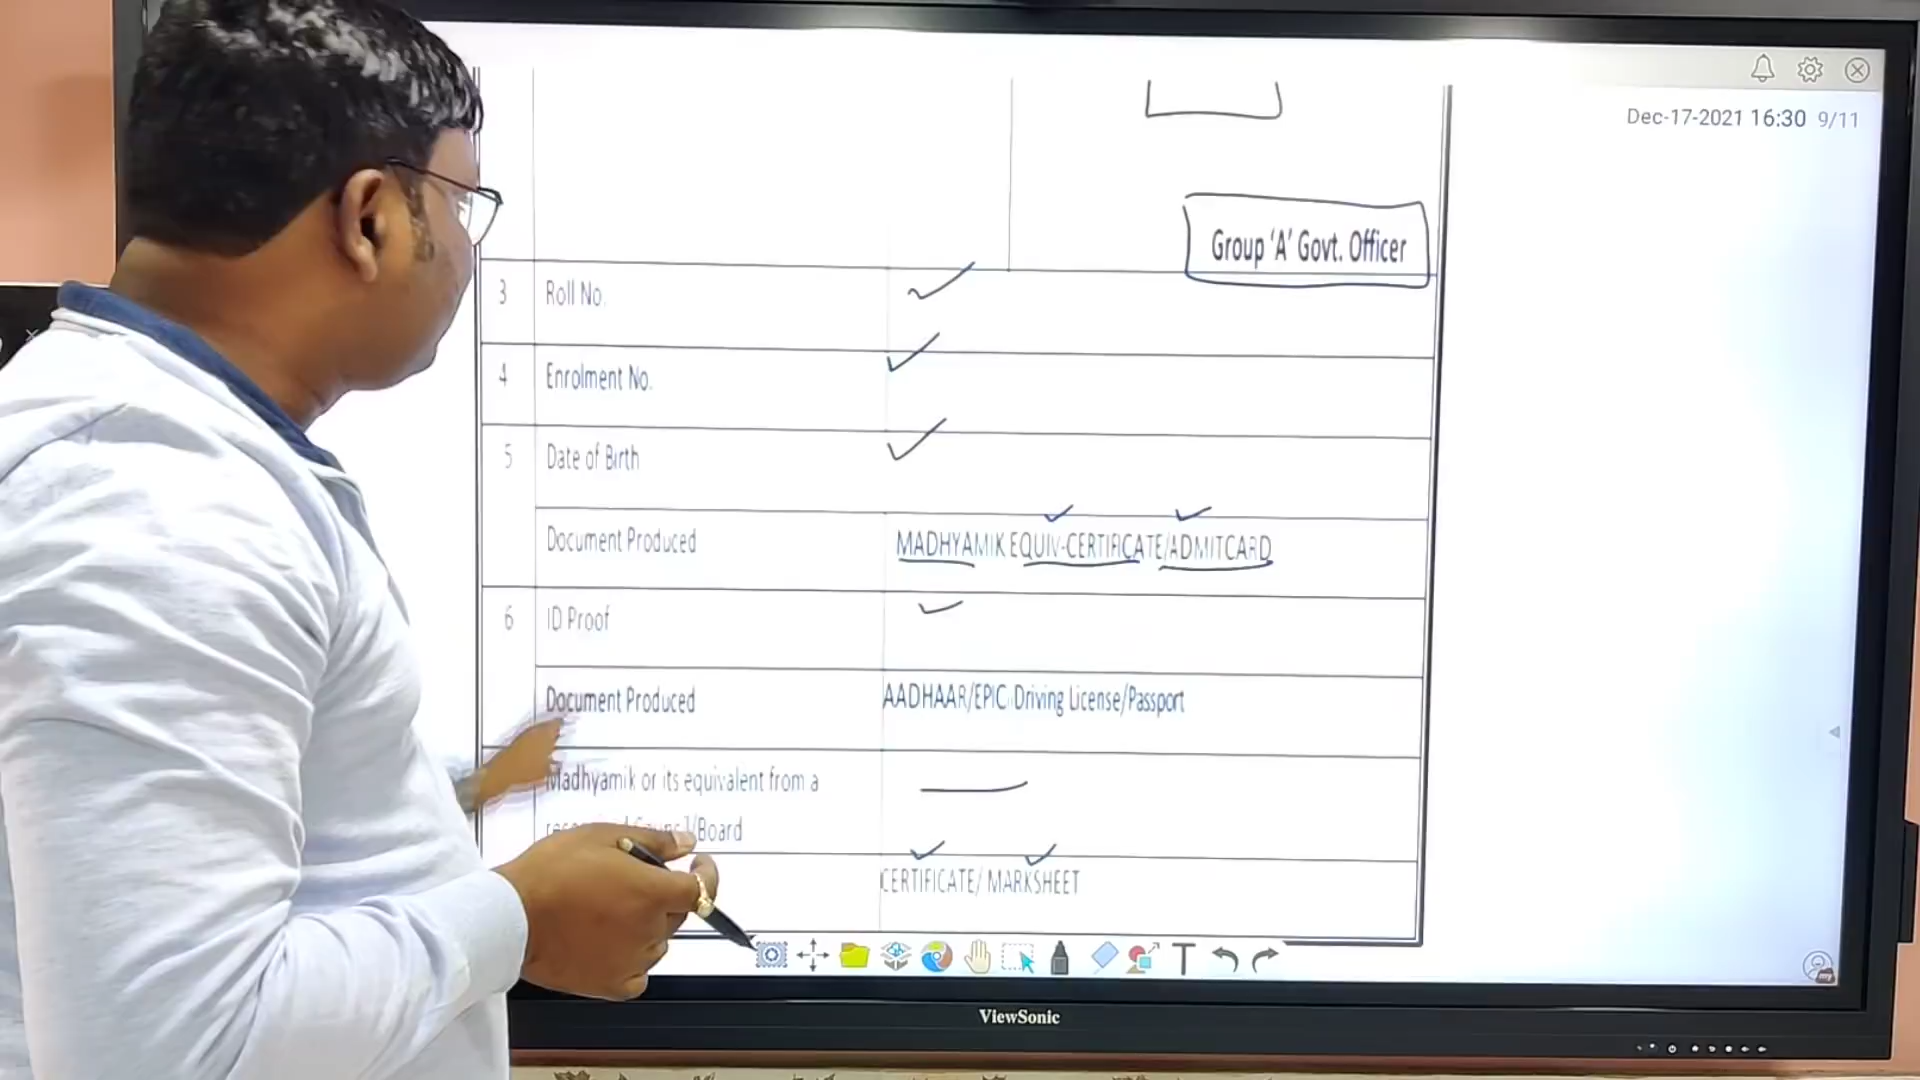 Dec-17-2021 16:30 9/11
Group 'A' Govt. Officer
3 Roll No.
4 Enrolment No.
5 Date of Birth
Document Produced MADHYAMIK EQUIV-CERTIFICATE/ADMITCARD
6 ID Proof
Document Produced AADHAAR/EPIC Driving License/Passport
Madhyamik or its equivalent from a
/Board
CERTIFICATE/ MARKSHEET
T
ViewSonic